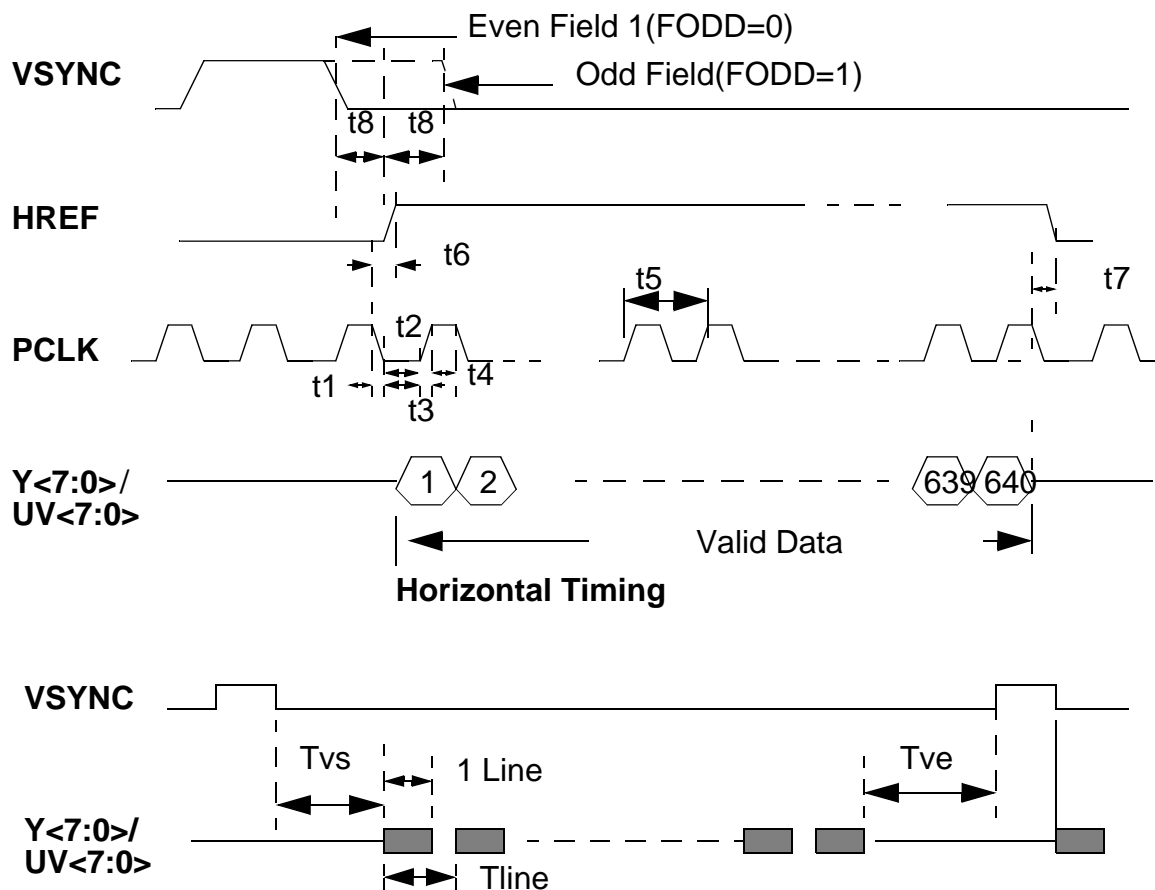 Even Field 1(FODD=0)
VSYNC
Odd Field(FODD=1)
t8 t8
HREF
t6
t5
t7
t2
PCLK
t1
t4
t3
Y<7:0>/
UV<7:0>
1 2
639 640
Valid Data
Horizontal Timing
VSYNC
Tvs
1 Line
Tve
Y<7:0>/
UV<7:0>
Tline